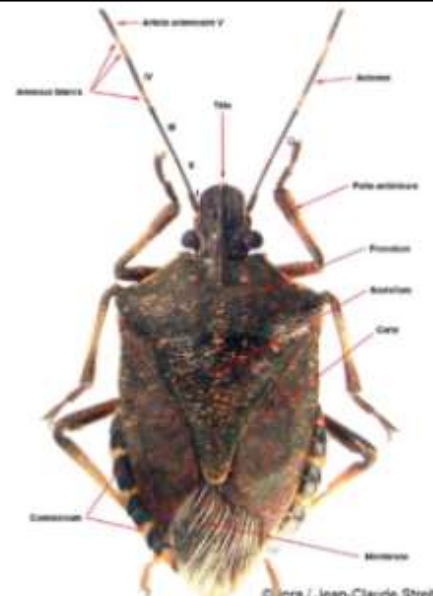 Article antennaire V
Anneaux blancs
IV
III
II
I
Tête
Antenne
Patte antérieure
Pronotum
Scutellum
Corie
Connexivum
Membrane
© Inra / Jean-Claude Strei